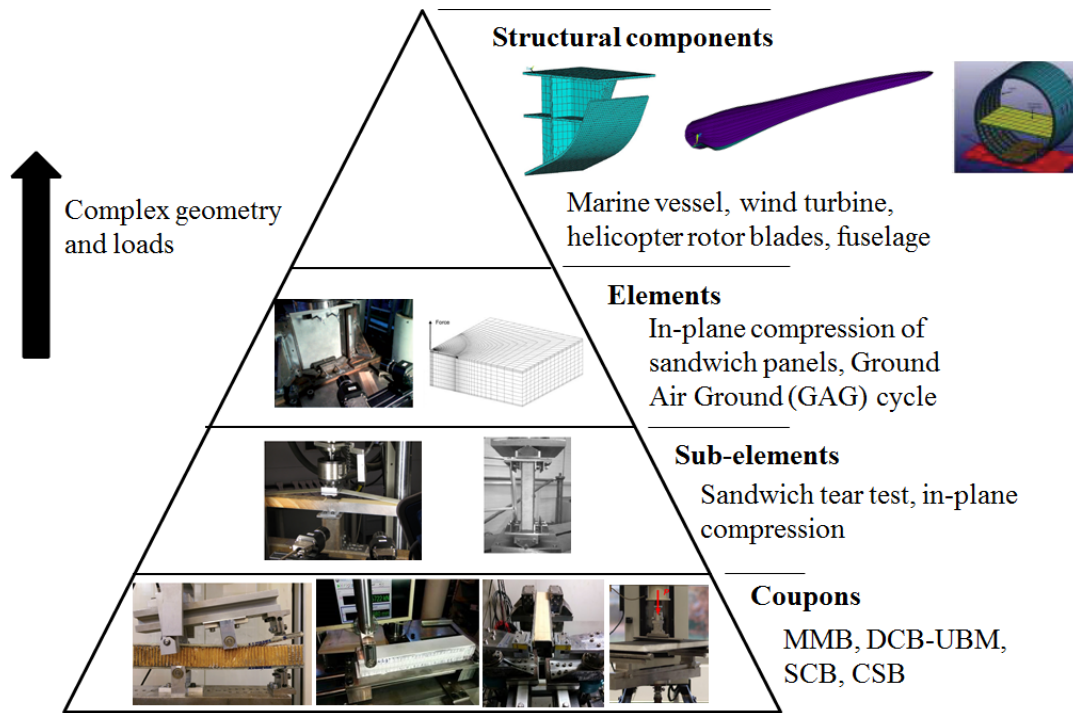 Structural components
Complex geometry
and loads
Marine vessel, wind turbine,
helicopter rotor blades, fuselage
Elements
Force
In-plane compression of
sandwich panels, Ground
Air Ground (GAG) cycle
Sub-elements
Sandwich tear test, in-plane
compression
Coupons
MMB, DCB-UBM,
SCB, CSB